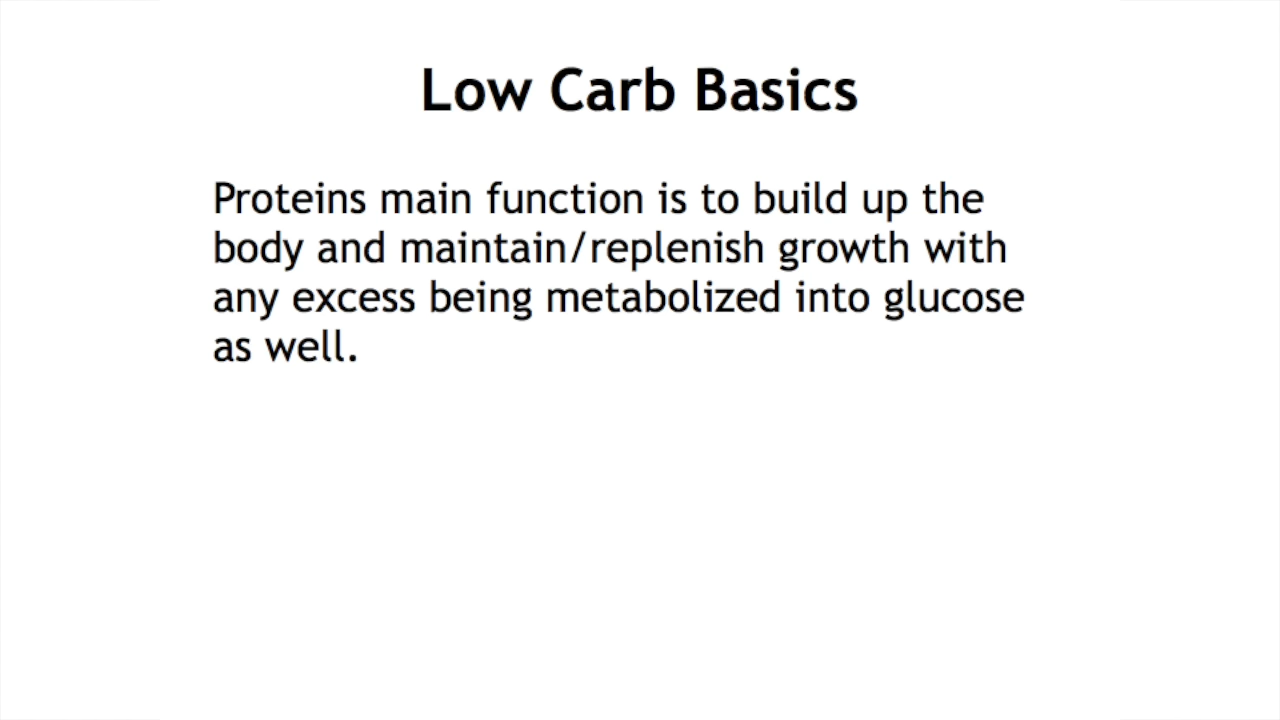 Low Carb Basics
Proteins main function is to build up the
body and maintain/replenish growth with
any excess being metabolized into glucose
as well.